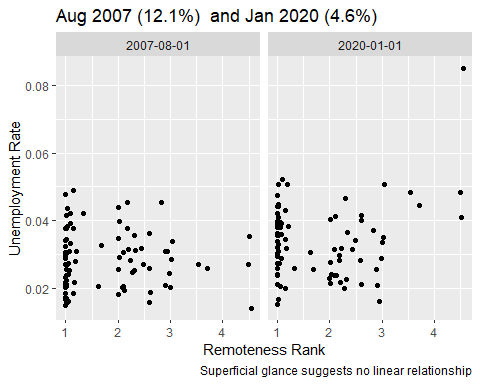 Aug 2007 (12.1%)  and Jan 2020 (4.6%)
2007-08-01 2020-01-01
Unemployment Rate
0.08
0.06
0.04
0.02
1 2 3 4 1 2 3 4
Remoteness Rank
Superficial glance suggests no linear relationship